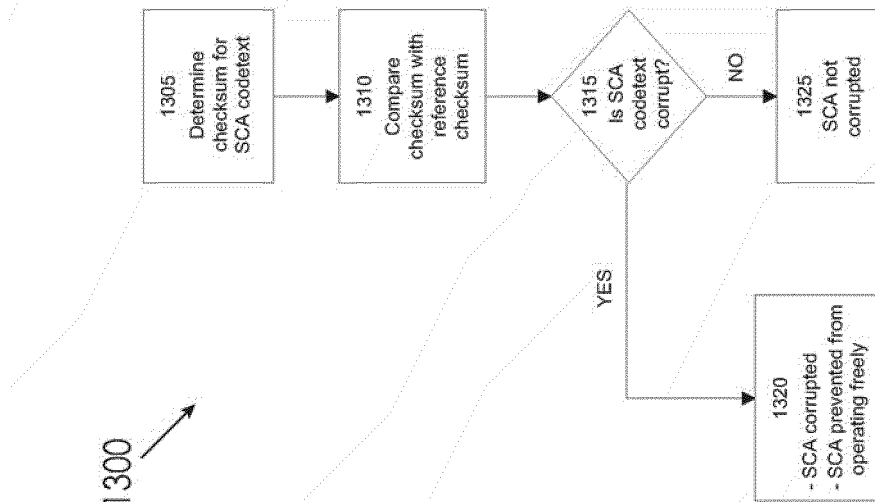 1300
1305
Determine
checksum for
SCA codetext
1310
Compare
checksum with
reference
checksum
1315
Is SCA
codetext
corrupt?
YES
NO
1320
- SCA corrupted
- SCA prevented from
operating freely
1325
SCA not
corrupted